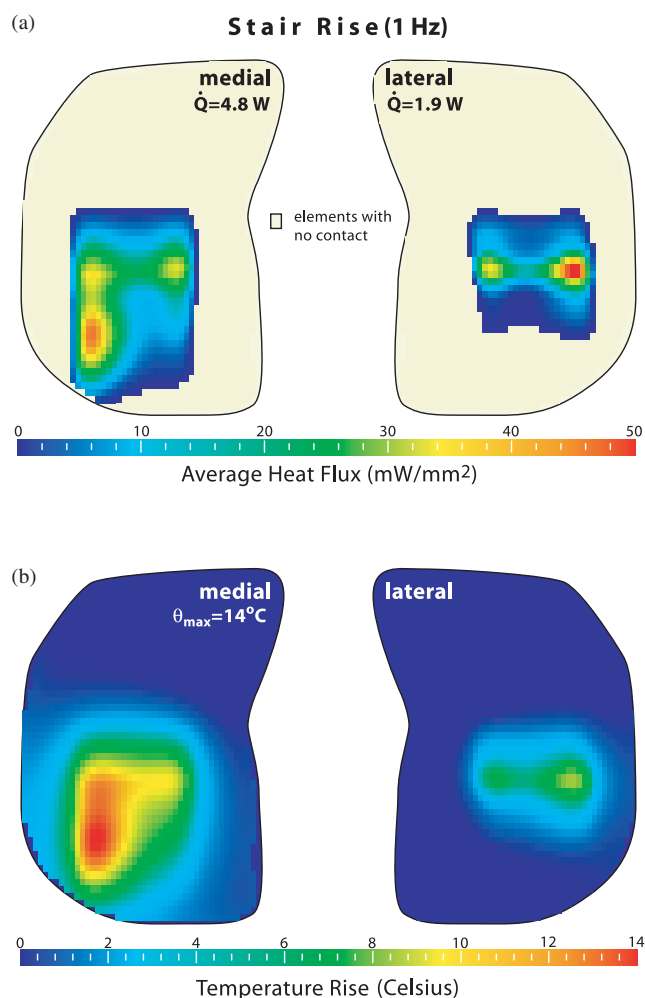 (a)
Stair Rise (1 Hz)
medial
Q̇=4.8 W
lateral
Q̇=1.9 W
elements with
no contact
0 10 20 30 40 50
Average Heat Flux (mW/mm2)
(b)
medial
θmax=14°C
lateral
0 2 4 6 8 10 12 14
Temperature Rise (Celsius)